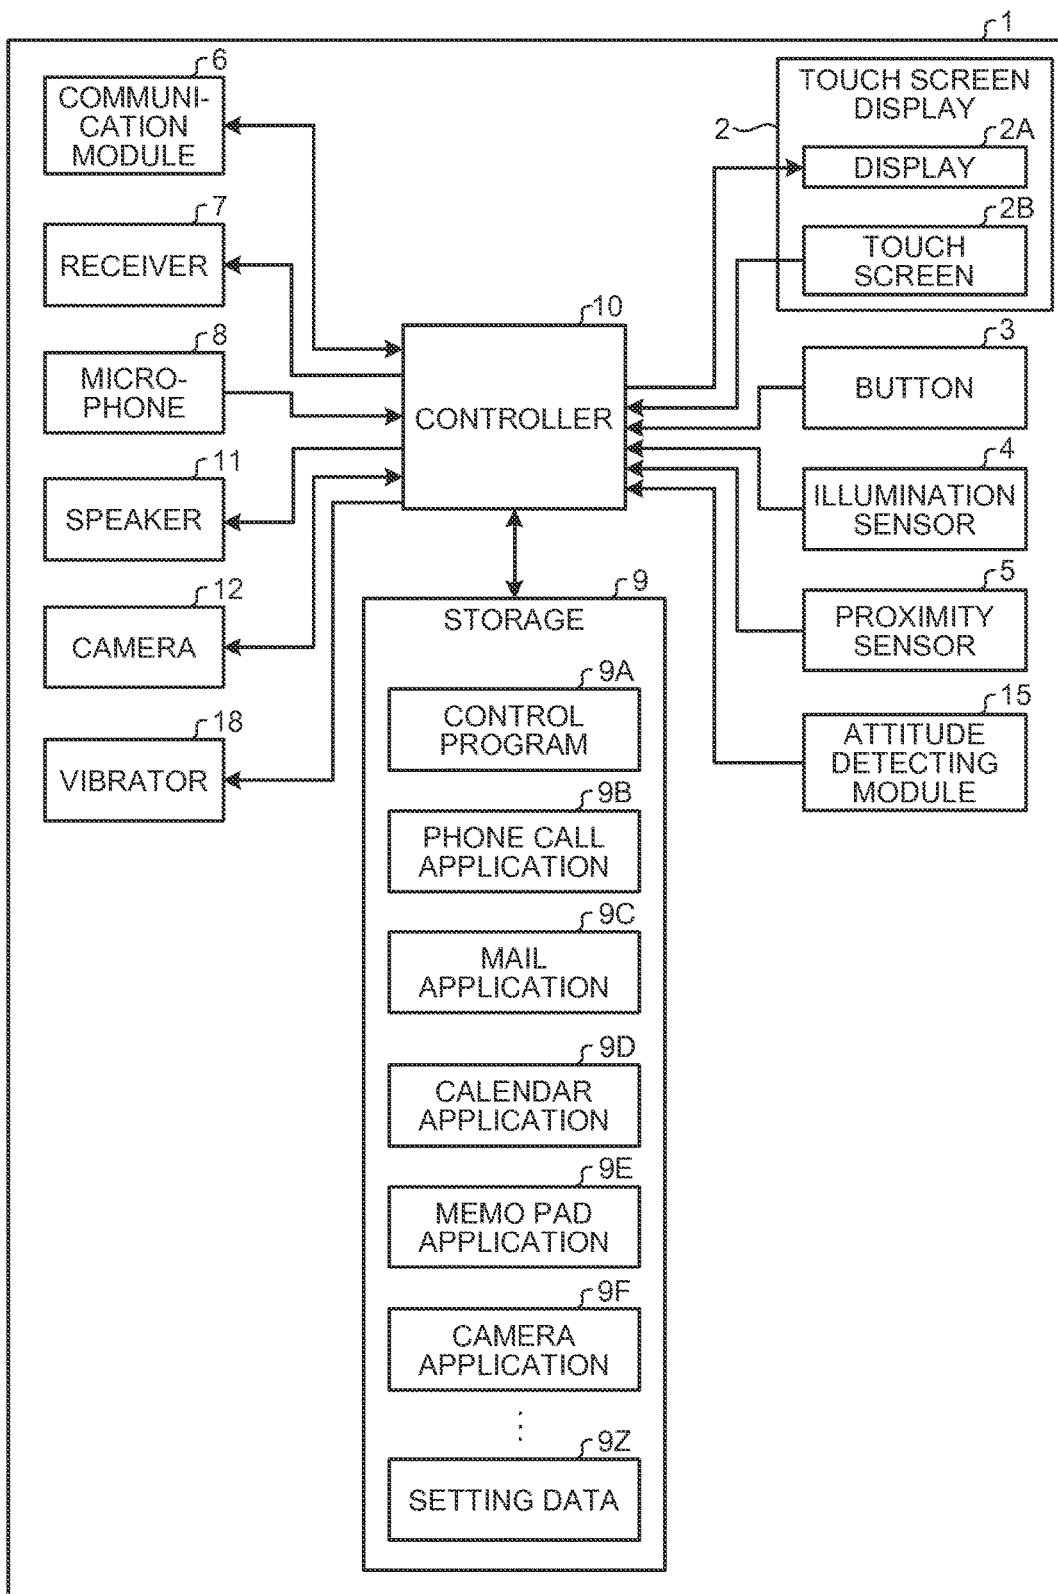 1
6
COMMUNI-
CATION
MODULE
7
RECEIVER
8
MICRO-
PHONE
11
SPEAKER
12
CAMERA
18
VIBRATOR
10
CONTROLLER
2
TOUCH SCREEN
DISPLAY
2A
DISPLAY
2B
TOUCH
SCREEN
3
BUTTON
4
ILLUMINATION
SENSOR
5
PROXIMITY
SENSOR
15
ATTITUDE
DETECTING
MODULE
9
STORAGE
9A
CONTROL
PROGRAM
9B
PHONE CALL
APPLICATION
9C
MAIL
APPLICATION
9D
CALENDAR
APPLICATION
9E
MEMO PAD
APPLICATION
9F
CAMERA
APPLICATION
⋮
9Z
SETTING DATA